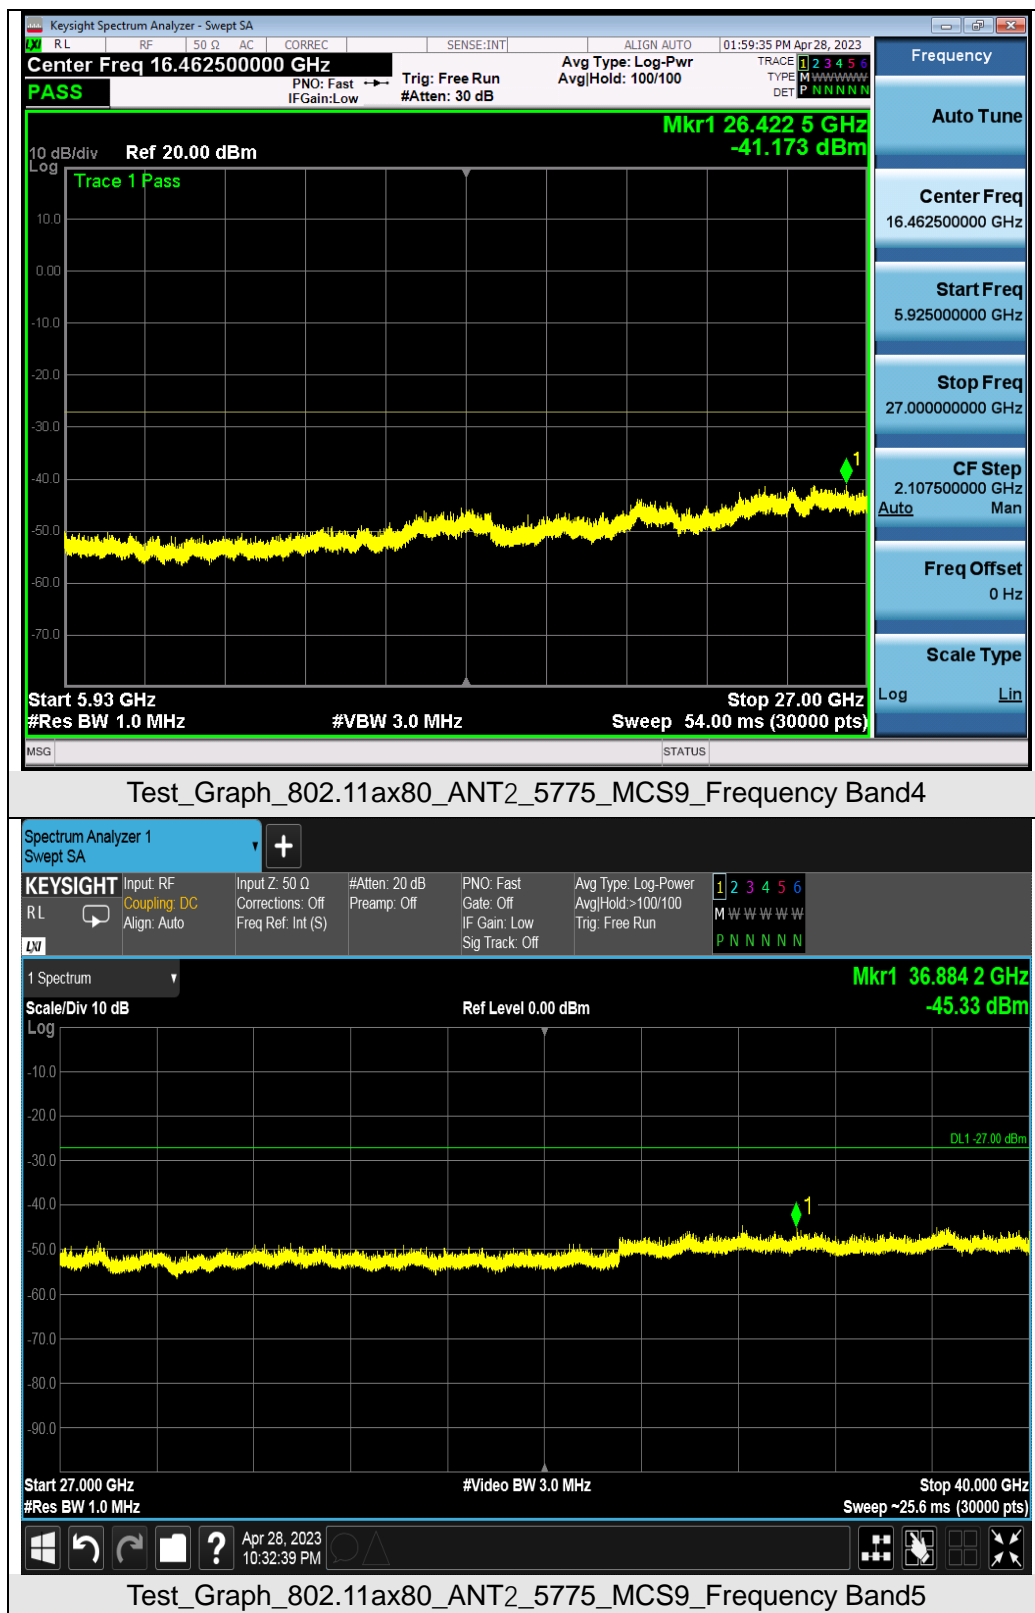 Keysight Spectrum Analyzer - Swept SA
LXI RL RF 50 Ω AC CORREC SENSE:INT ALIGN AUTO 01:59:35 PM Apr 28, 2023
Center Freq 16.462500000 GHz
PASS
PNO: Fast
IFGain:Low
Trig: Free Run
#Atten: 30 dB
Avg Type: Log-Pwr
Avg|Hold: 100/100
TRACE 1 2 3 4 5 6
TYPE M W W W W W
DET P N N N N N
Mkr1 26.422 5 GHz
-41.173 dBm
10 dB/div Ref 20.00 dBm
Log
Trace 1 Pass
10.0
0.00
-10.0
-20.0
-30.0
-40.0
-50.0
-60.0
-70.0
1
Start 5.93 GHz Stop 27.00 GHz
#Res BW 1.0 MHz #VBW 3.0 MHz Sweep 54.00 ms (30000 pts)
MSG STATUS
Frequency
Auto Tune
Center Freq
16.462500000 GHz
Start Freq
5.925000000 GHz
Stop Freq
27.000000000 GHz
CF Step
2.107500000 GHz
Auto Man
Freq Offset
0 Hz
Scale Type
Log Lin
Test_Graph_802.11ax80_ANT2_5775_MCS9_Frequency Band4
Spectrum Analyzer 1
Swept SA
+
KEYSIGHT
RL
LXI
Input: RF
Coupling: DC
Align: Auto
Input Z: 50 Ω
Corrections: Off
Freq Ref: Int (S)
#Atten: 20 dB
Preamp: Off
PNO: Fast
Gate: Off
IF Gain: Low
Sig Track: Off
Avg Type: Log-Power
Avg|Hold:>100/100
Trig: Free Run
1 2 3 4 5 6
M W W W W W
P N N N N N
1 Spectrum
Mkr1 36.884 2 GHz
-45.33 dBm
Scale/Div 10 dB Ref Level 0.00 dBm
Log
-10.0
-20.0
DL1 -27.00 dBm
-30.0
-40.0
1
-50.0
-60.0
-70.0
-80.0
-90.0
Start 27.000 GHz #Video BW 3.0 MHz Stop 40.000 GHz
#Res BW 1.0 MHz Sweep ~25.6 ms (30000 pts)
?
Apr 28, 2023
10:32:39 PM
Test_Graph_802.11ax80_ANT2_5775_MCS9_Frequency Band5